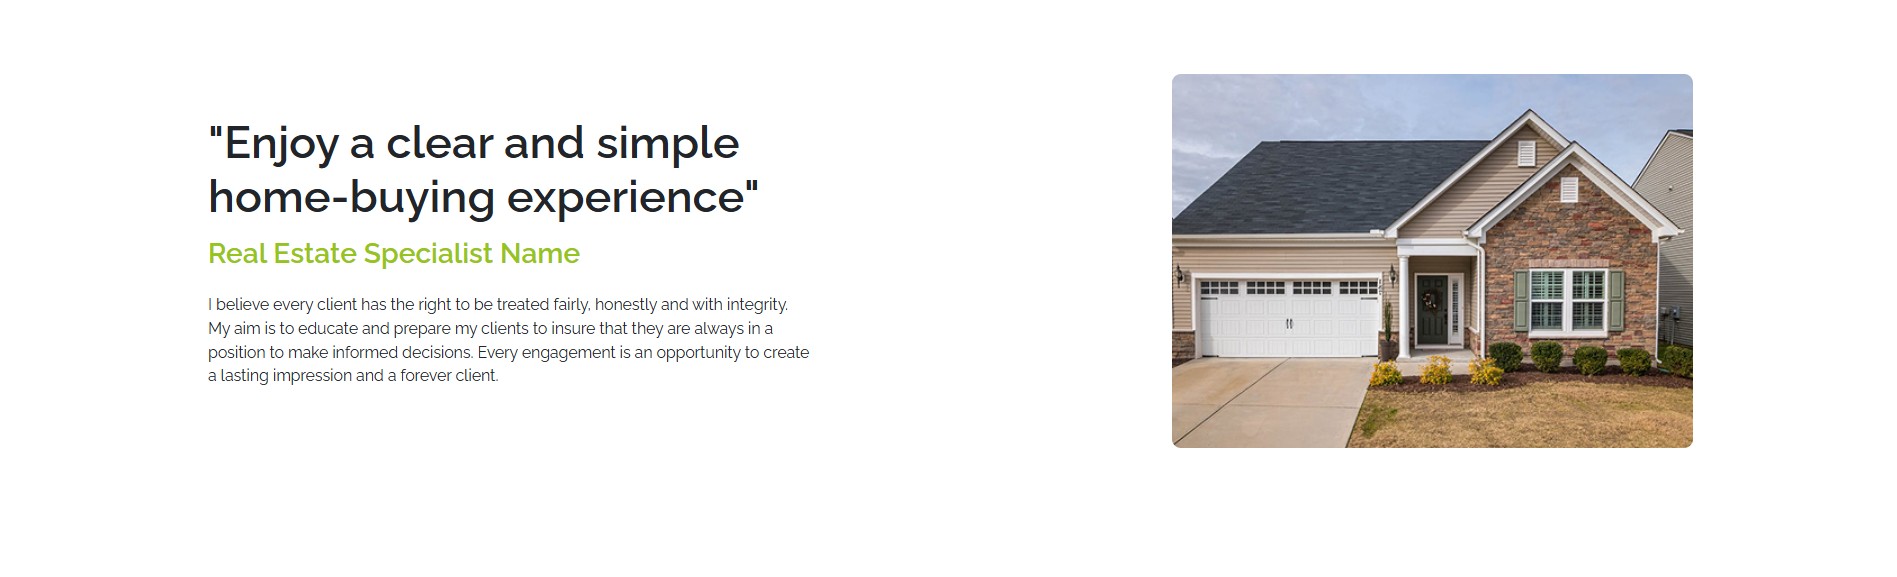 "Enjoy a clear and simple
home-buying experience"
Real Estate Specialist Name
I believe every client has the right to be treated fairly, honestly and with integrity.
My aim is to educate and prepare my clients to insure that they are always in a
position to make informed decisions. Every engagement is an opportunity to create
a lasting impression and a forever client.